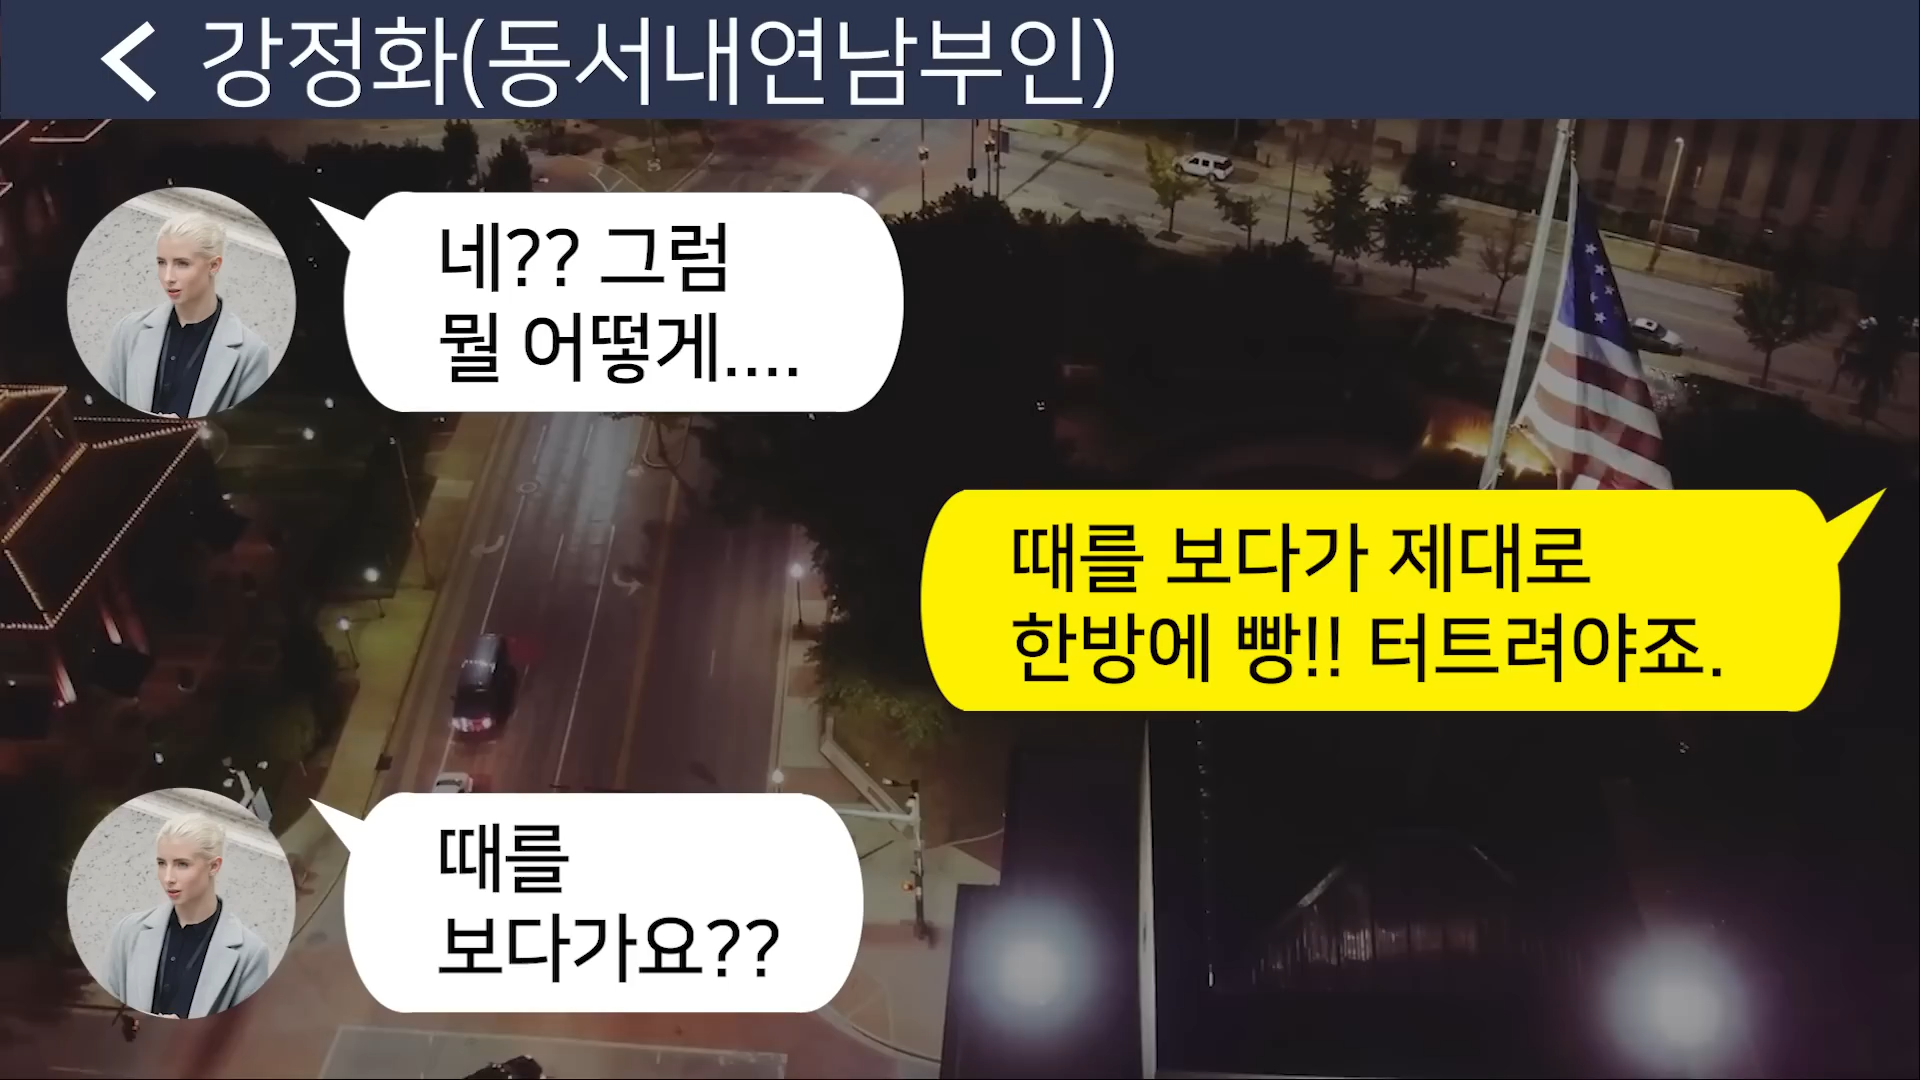 강정화(동서내연남부인)
네?? 그럼
뭘 어떻게....
때를 보다가 제대로
한방에 빵!! 터트려야죠.
때를
보다가요??